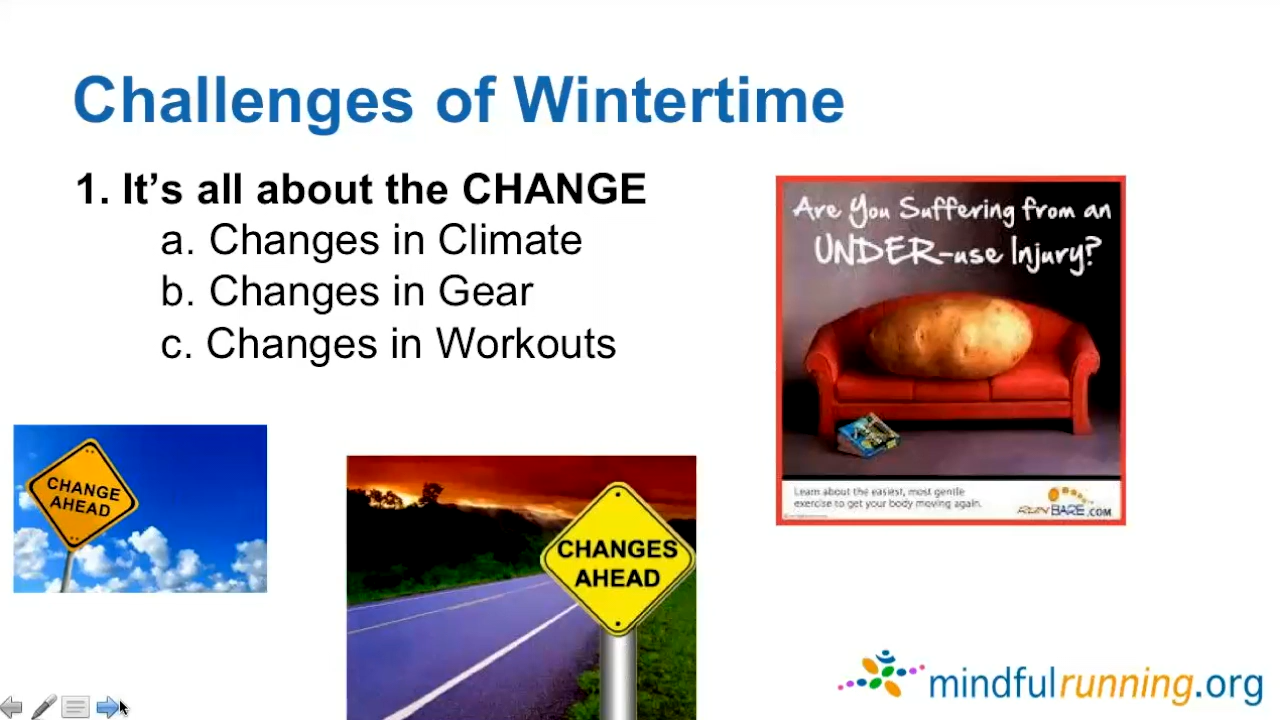 Challenges of Wintertime
1. It's all about the CHANGE
a. Changes in Climate
b. Changes in Gear
c. Changes in Workouts
Are You Suffering from an
UNDER-use Injury?
Learn about the easiest, most gentle
exercise to get your body moving again.
RUNBARE.COM
CHANGE
AHEAD
CHANGES
AHEAD
mindfulrunning.org